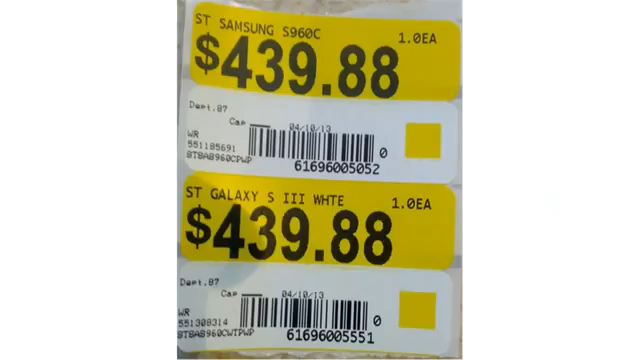 ST SAMSUNG S960C 1.0EA
$439.88
Dept.87
Cap 04/10/13
WR
551185691
STSAS960CPWP
0
61696005052
ST GALAXY S III WHTE 1.0EA
$439.88
Dept.87
Cap 04/10/13
WR
551308314
STSAS960CWTPWP
0
61696005551